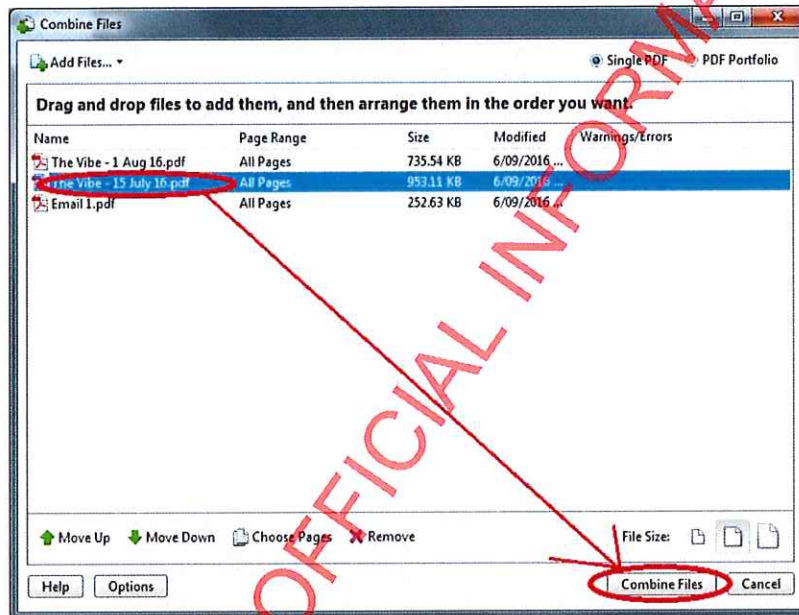 Combine Files
Add Files...
Single PDF PDF Portfolio
Drag and drop files to add them, and then arrange them in the order you want.
Name Page Range Size Modified Warnings/Errors
The Vibe - 1 Aug 16.pdf All Pages 735.54 KB 6/09/2016 ...
The Vibe - 15 July 16.pdf All Pages 953.11 KB 6/09/2016 ...
Email 1.pdf All Pages 252.63 KB 6/09/2016 ...
Move Up Move Down Choose Pages Remove File Size:
Help Options Combine Files Cancel
OFFICIAL INFORMA